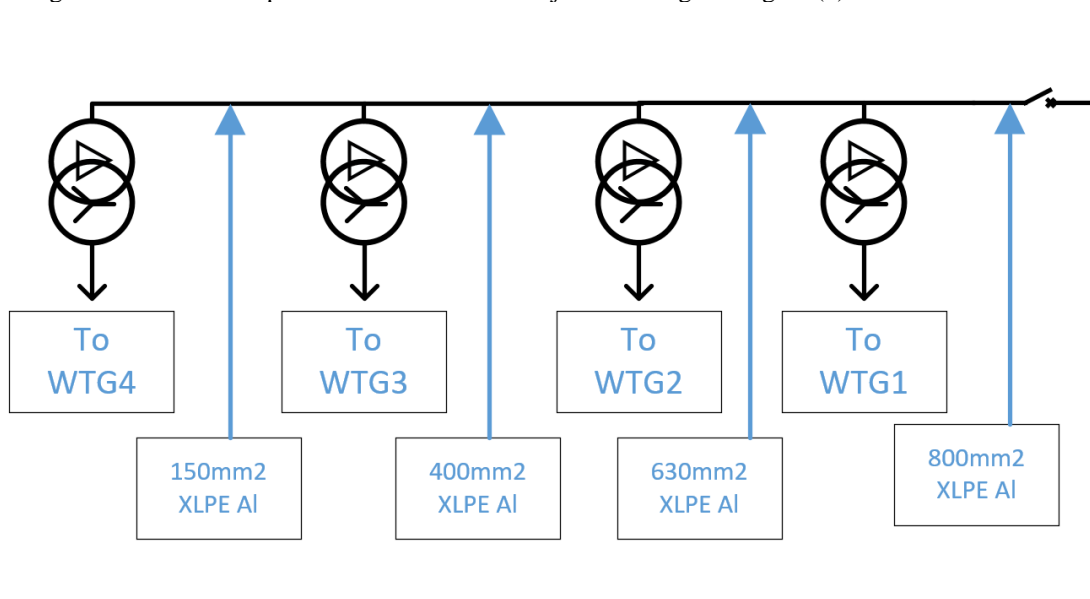 To
WTG4
To
WTG3
To
WTG2
To
WTG1
150mm2
XLPE Al
400mm2
XLPE Al
630mm2
XLPE Al
800mm2
XLPE Al